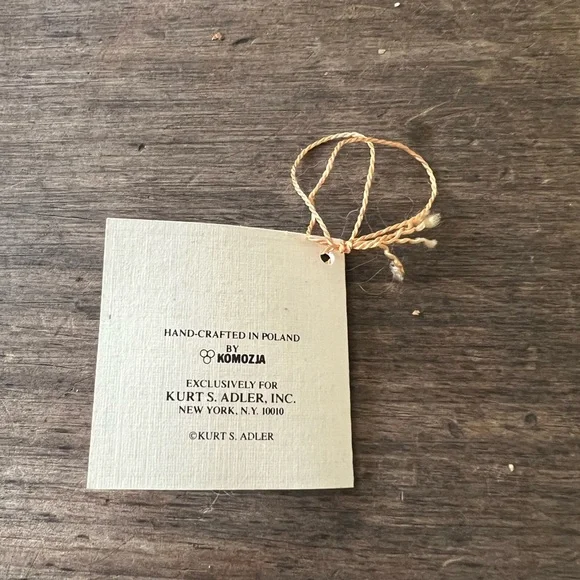 HAND-CRAFTED IN POLAND
BY
KOMOZJA
EXCLUSIVELY FOR
KURT S. ADLER, INC.
NEW YORK, N.Y. 10010
©KURT S. ADLER